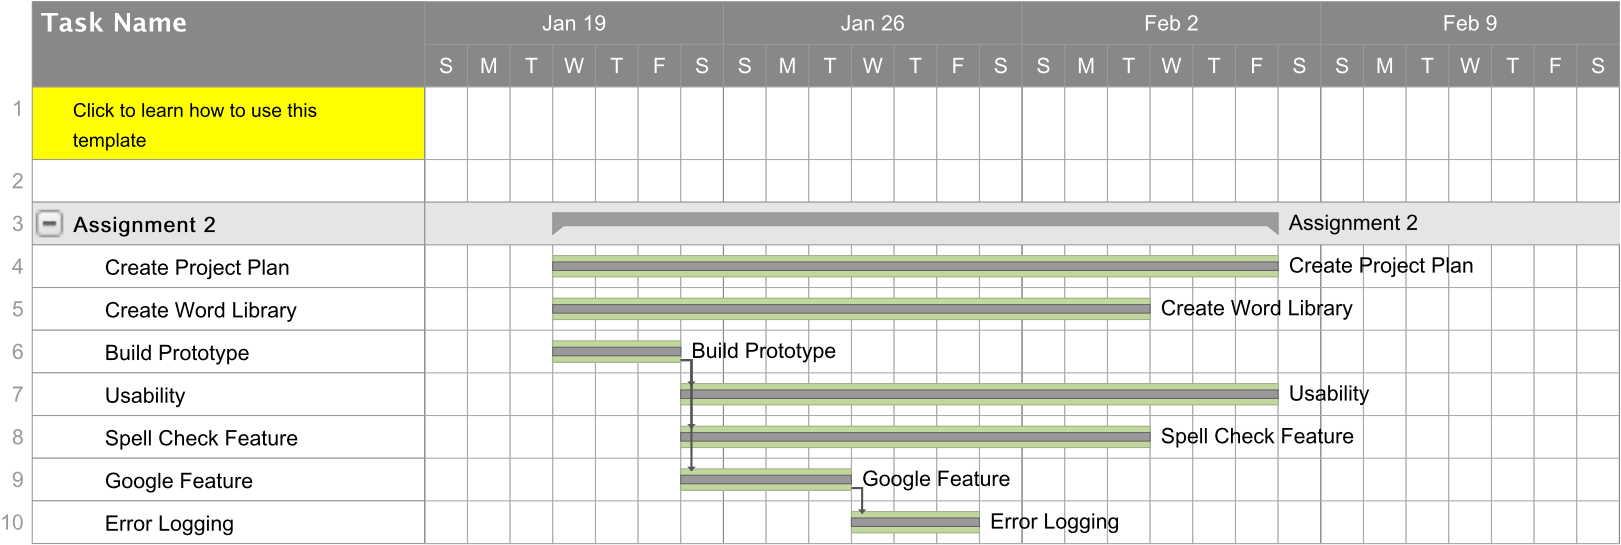 Task Name
Jan 19 Jan 26 Feb 2 Feb 9
S M T W T F S S M T W T F S S M T W T F S S M T W T F S
1 Click to learn how to use this
template
2
3 Assignment 2 Assignment 2
4 Create Project Plan Create Project Plan
5 Create Word Library Create Word Library
6 Build Prototype Build Prototype
7 Usability Usability
8 Spell Check Feature Spell Check Feature
9 Google Feature Google Feature
10 Error Logging Error Logging